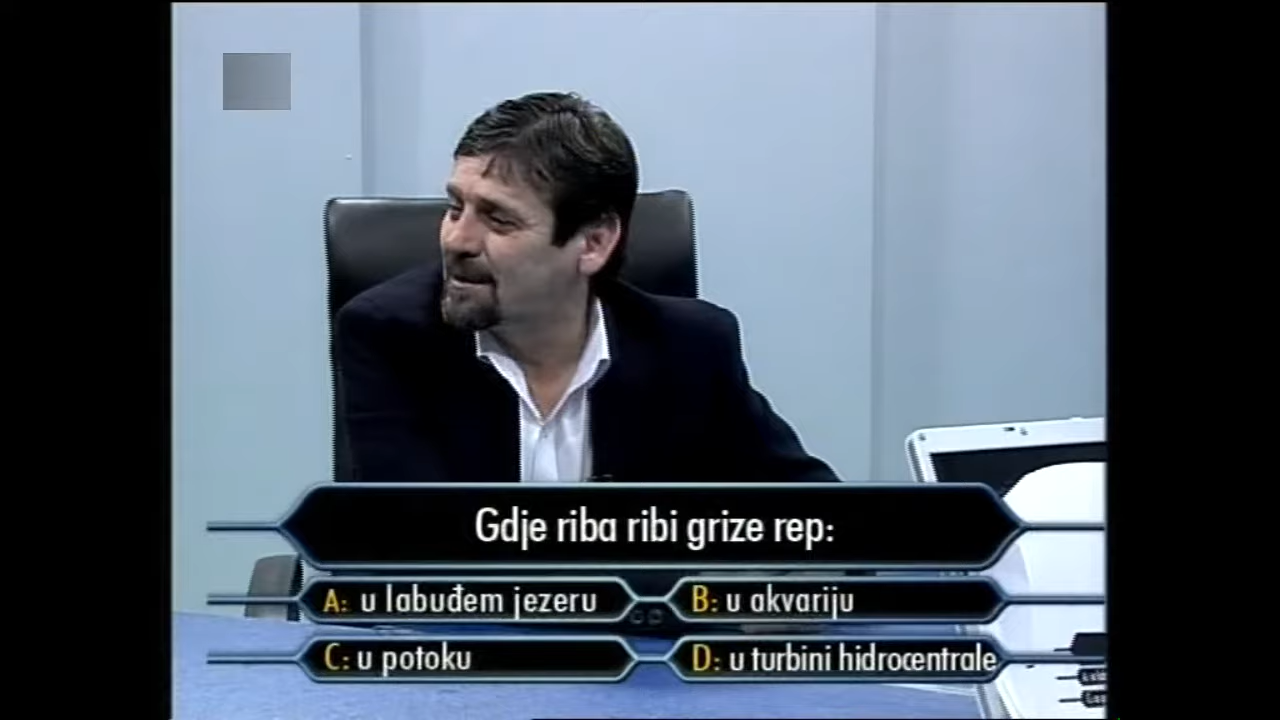 Gdje riba ribi grize rep:
A: u labuđem jezeru
B: u akvariju
C: u potoku
D: u turbini hidrocentrale